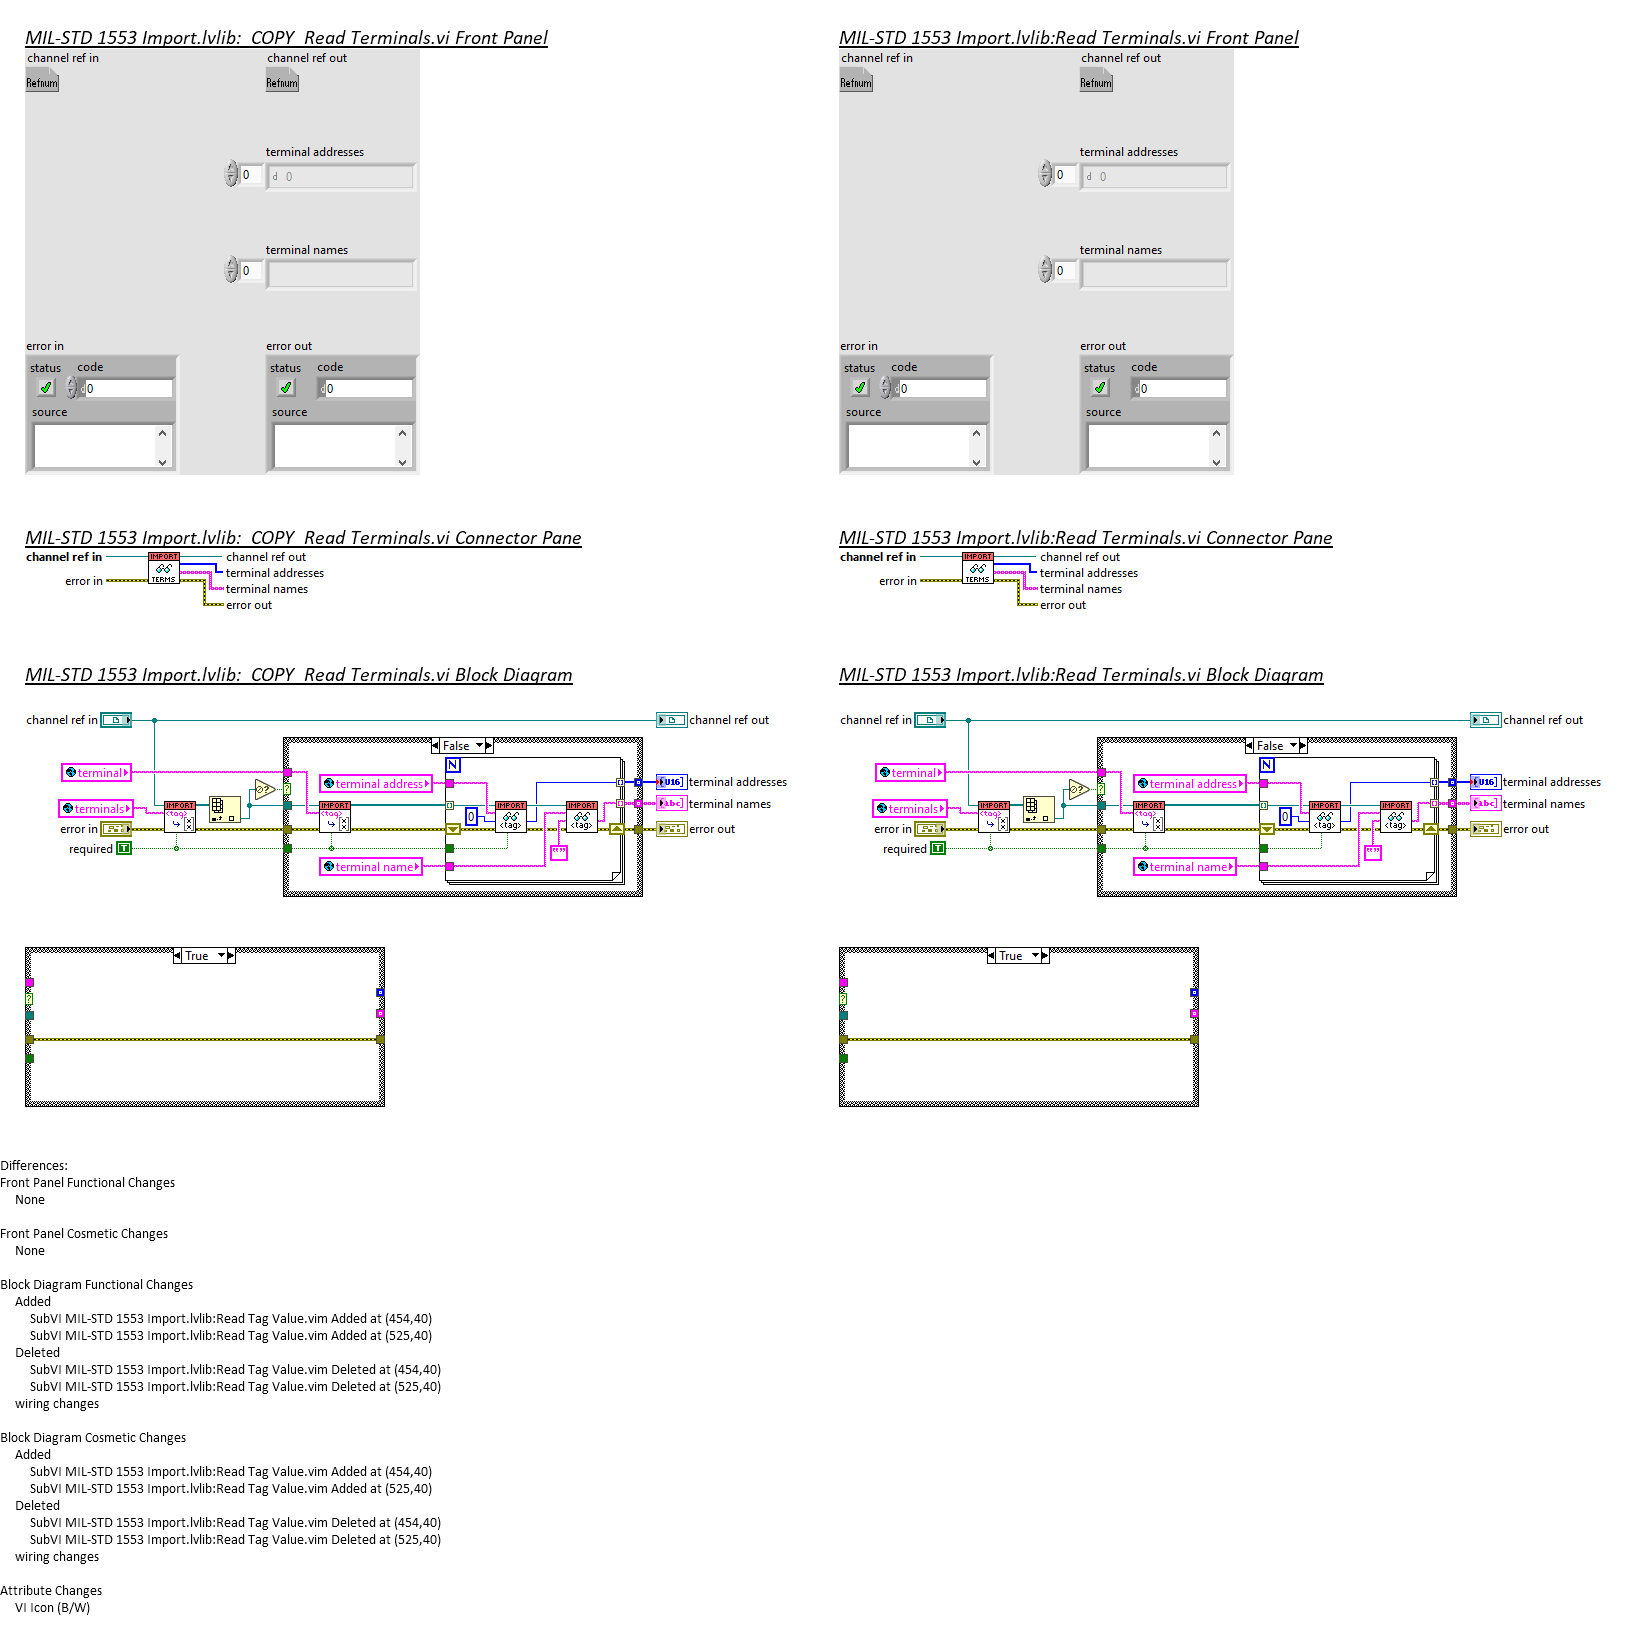 MIL-STD 1553 Import.lvlib:_COPY_Read Terminals.vi Front Panel
channel ref in
channel ref out
Refnum
Refnum
terminal addresses
0
d 0
terminal names
0
error in
error out
status
code
0
source
status
code
d 0
source
MIL-STD 1553 Import.lvlib:Read Terminals.vi Front Panel
channel ref in
channel ref out
Refnum
Refnum
terminal addresses
0
d 0
terminal names
0
error in
error out
status
code
0
source
status
code
d 0
source
MIL-STD 1553 Import.lvlib:_COPY_Read Terminals.vi Connector Pane
channel ref in
error in
IMPORT
TERMS
channel ref out
terminal addresses
terminal names
error out
MIL-STD 1553 Import.lvlib:Read Terminals.vi Connector Pane
channel ref in
error in
IMPORT
TERMS
channel ref out
terminal addresses
terminal names
error out
MIL-STD 1553 Import.lvlib:_COPY_Read Terminals.vi Block Diagram
channel ref in
channel ref out
False
terminal
N
terminal address
U16
terminal addresses
?
terminals
IMPORT
<tag>
IMPORT
<tag>
0
IMPORT
<tag>
IMPORT
<tag>
abc
terminal names
error in
error out
required
T
terminal name
True
?
MIL-STD 1553 Import.lvlib:Read Terminals.vi Block Diagram
channel ref in
channel ref out
False
terminal
N
terminal address
U16
terminal addresses
?
terminals
IMPORT
<tag>
IMPORT
<tag>
0
IMPORT
<tag>
IMPORT
<tag>
abc
terminal names
error in
error out
required
T
terminal name
True
?
Differences:
Front Panel Functional Changes
None
Front Panel Cosmetic Changes
None
Block Diagram Functional Changes
Added
SubVI MIL-STD 1553 Import.lvlib:Read Tag Value.vim Added at (454,40)
SubVI MIL-STD 1553 Import.lvlib:Read Tag Value.vim Added at (525,40)
Deleted
SubVI MIL-STD 1553 Import.lvlib:Read Tag Value.vim Deleted at (454,40)
SubVI MIL-STD 1553 Import.lvlib:Read Tag Value.vim Deleted at (525,40)
wiring changes
Block Diagram Cosmetic Changes
Added
SubVI MIL-STD 1553 Import.lvlib:Read Tag Value.vim Added at (454,40)
SubVI MIL-STD 1553 Import.lvlib:Read Tag Value.vim Added at (525,40)
Deleted
SubVI MIL-STD 1553 Import.lvlib:Read Tag Value.vim Deleted at (454,40)
SubVI MIL-STD 1553 Import.lvlib:Read Tag Value.vim Deleted at (525,40)
wiring changes
Attribute Changes
VI Icon (B/W)